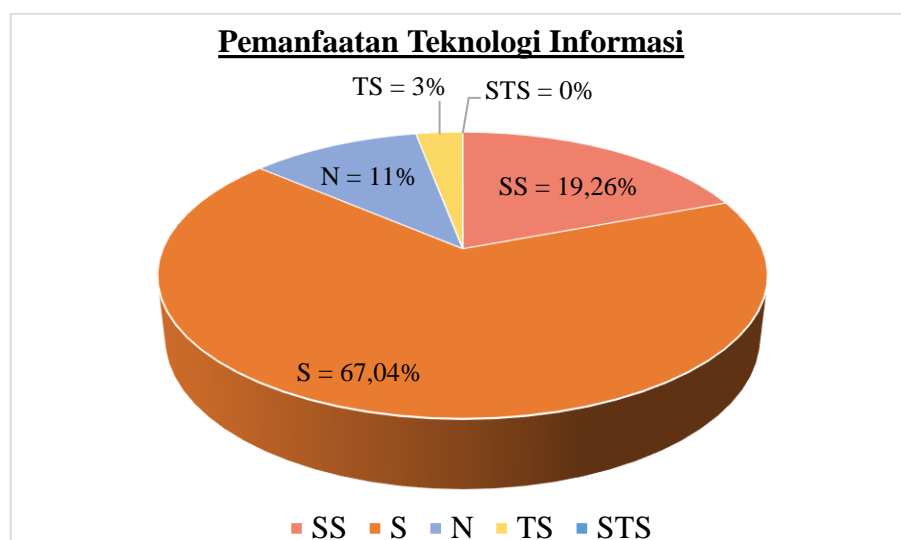 Pemanfaatan Teknologi Informasi
TS = 3%
STS = 0%
N = 11%
SS = 19,26%
S = 67,04%
SS S N TS STS